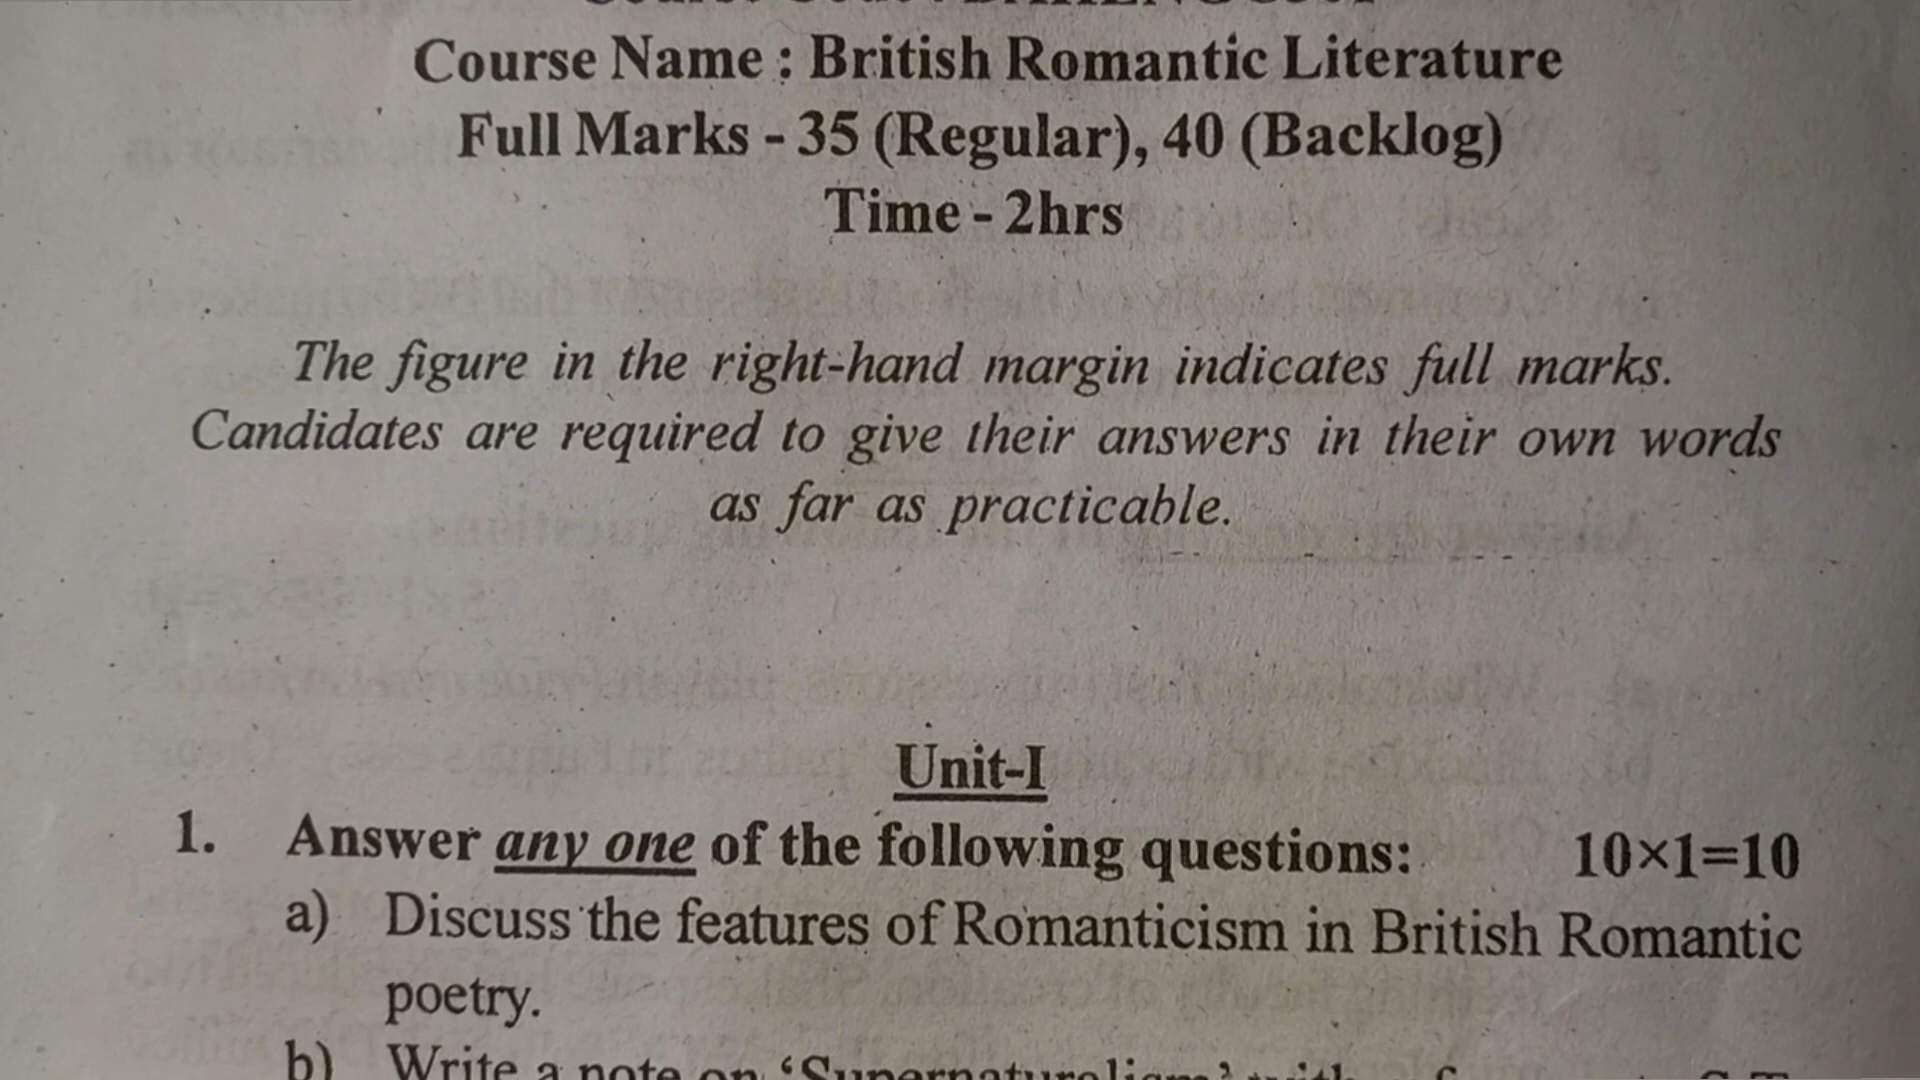 Course Name : British Romantic Literature
Full Marks - 35 (Regular), 40 (Backlog)
Time - 2hrs
The figure in the right-hand margin indicates full marks.
Candidates are required to give their answers in their own words
as far as practicable.
Unit-I
1. Answer any one of the following questions: 10×1=10
a) Discuss the features of Romanticism in British Romantic
poetry.
b) Write a note on ‘Supernaturalism’ with